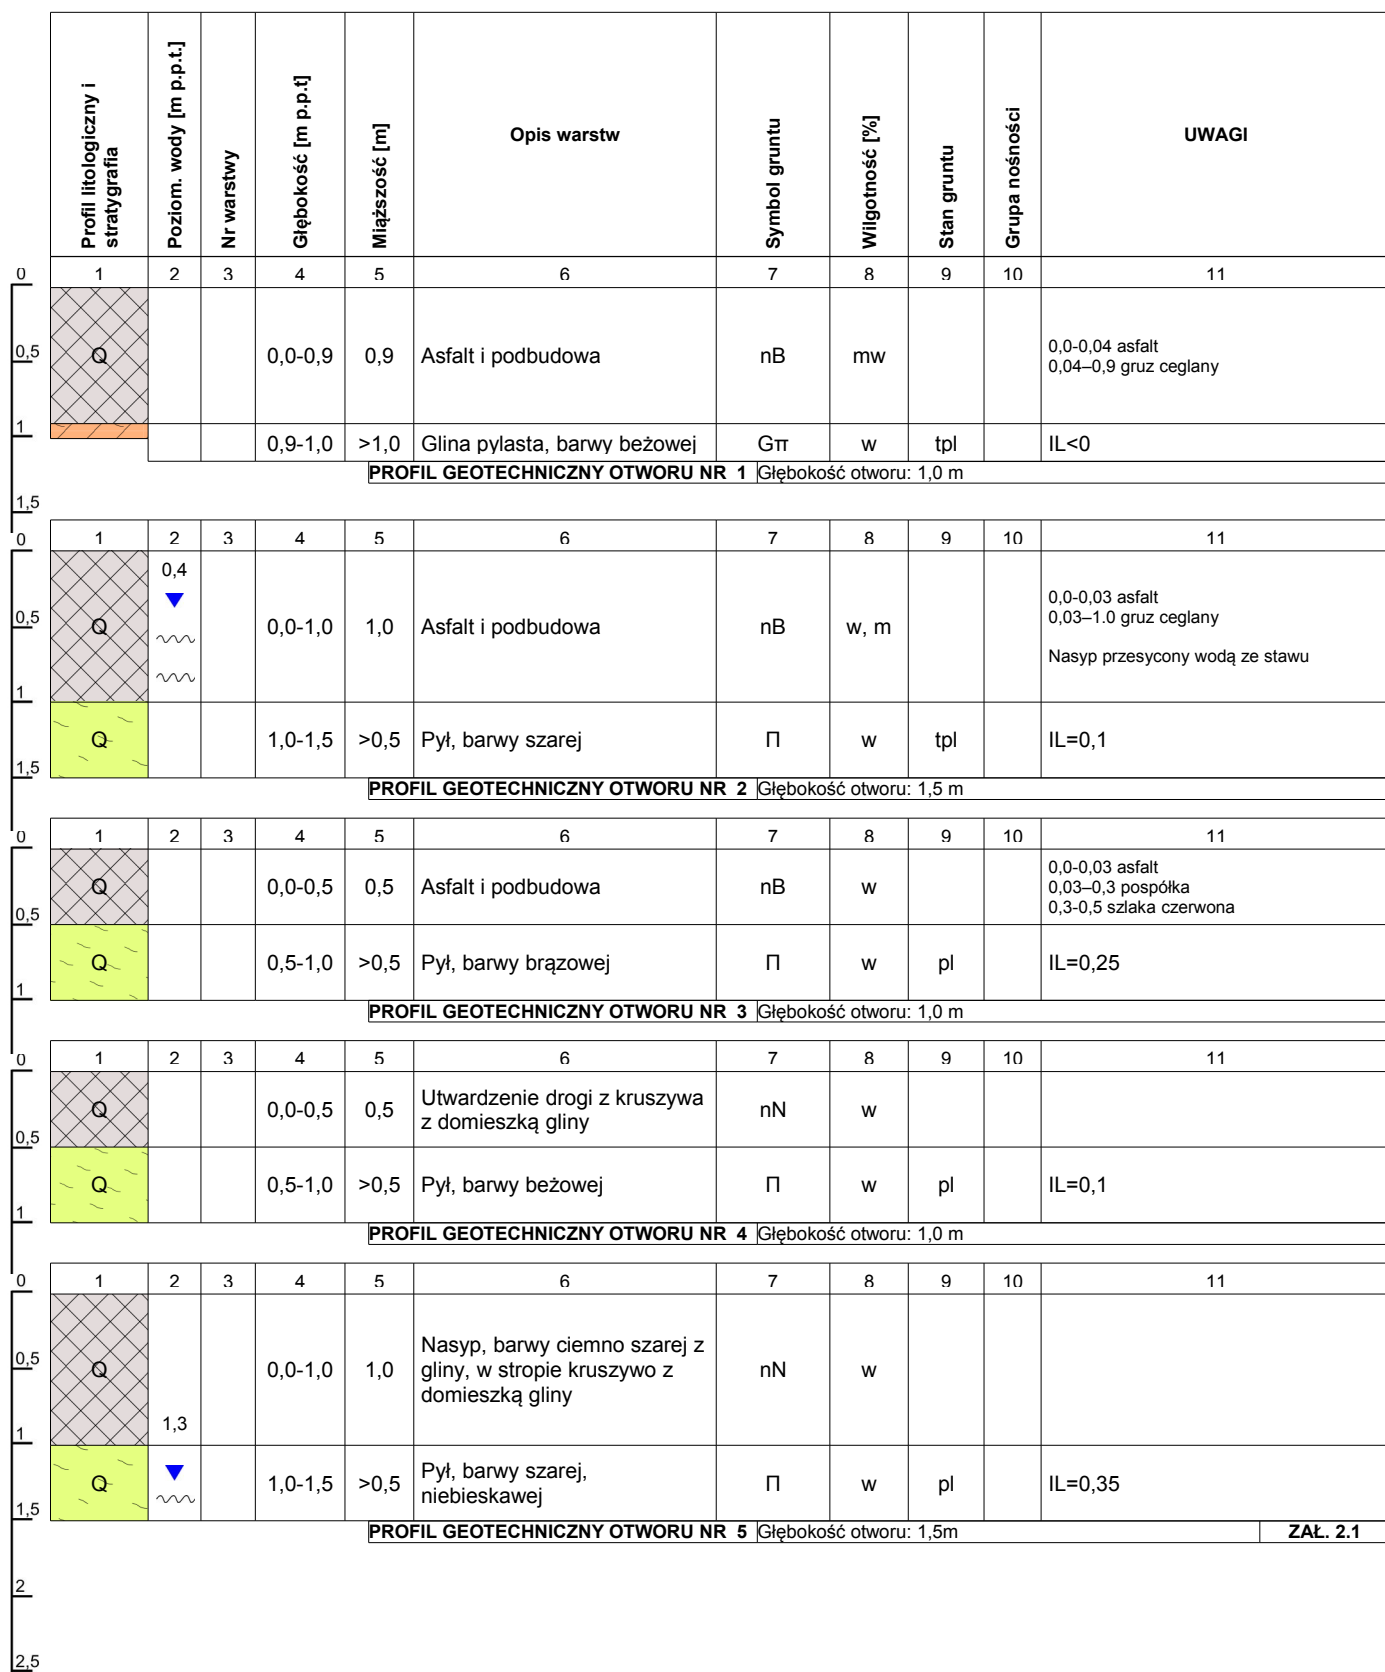 Profil litologiczny i
stratygrafia
Poziom. wody [m p.p.t.]
Nr warstwy
Głębokość [m p.p.t]
Miąższość [m]
Opis warstw
Symbol gruntu
Wilgotność [%]
Stan gruntu
Grupa nośności
UWAGI
0 1 2 3 4 5 6 7 8 9 10 11
0,5 Q 0,0-0,9 0,9 Asfalt i podbudowa nB mw
0,0-0,04 asfalt
0,04–0,9 gruz ceglany
1 0,9-1,0 >1,0 Glina pylasta, barwy beżowej Gπ w tpl IL<0
PROFIL GEOTECHNICZNY OTWORU NR 1 Głębokość otworu: 1,0 m
1,5
0 1 2 3 4 5 6 7 8 9 10 11
0,4
0,5 Q 0,0-1,0 1,0 Asfalt i podbudowa nB w, m
0,0-0,03 asfalt
0,03–1.0 gruz ceglany
Nasyp przesycony wodą ze stawu
1
Q 1,0-1,5 >0,5 Pył, barwy szarej Π w tpl IL=0,1
1,5
PROFIL GEOTECHNICZNY OTWORU NR 2 Głębokość otworu: 1,5 m
0 1 2 3 4 5 6 7 8 9 10 11
Q 0,0-0,5 0,5 Asfalt i podbudowa nB w
0,0-0,03 asfalt
0,03–0,3 pospółka
0,3-0,5 szlaka czerwona
0,5
Q 0,5-1,0 >0,5 Pył, barwy brązowej Π w pl IL=0,25
1
PROFIL GEOTECHNICZNY OTWORU NR 3 Głębokość otworu: 1,0 m
0 1 2 3 4 5 6 7 8 9 10 11
Q 0,0-0,5 0,5
Utwardzenie drogi z kruszywa
z domieszką gliny
nN w
0,5
Q 0,5-1,0 >0,5 Pył, barwy beżowej Π w pl IL=0,1
1
PROFIL GEOTECHNICZNY OTWORU NR 4 Głębokość otworu: 1,0 m
0 1 2 3 4 5 6 7 8 9 10 11
0,5 Q 0,0-1,0 1,0
Nasyp, barwy ciemno szarej z
gliny, w stropie kruszywo z
domieszką gliny
nN w
1,3
1
Q 1,0-1,5 >0,5
Pył, barwy szarej,
niebieskawej
Π w pl IL=0,35
1,5
PROFIL GEOTECHNICZNY OTWORU NR 5 Głębokość otworu: 1,5m ZAŁ. 2.1
2
2,5